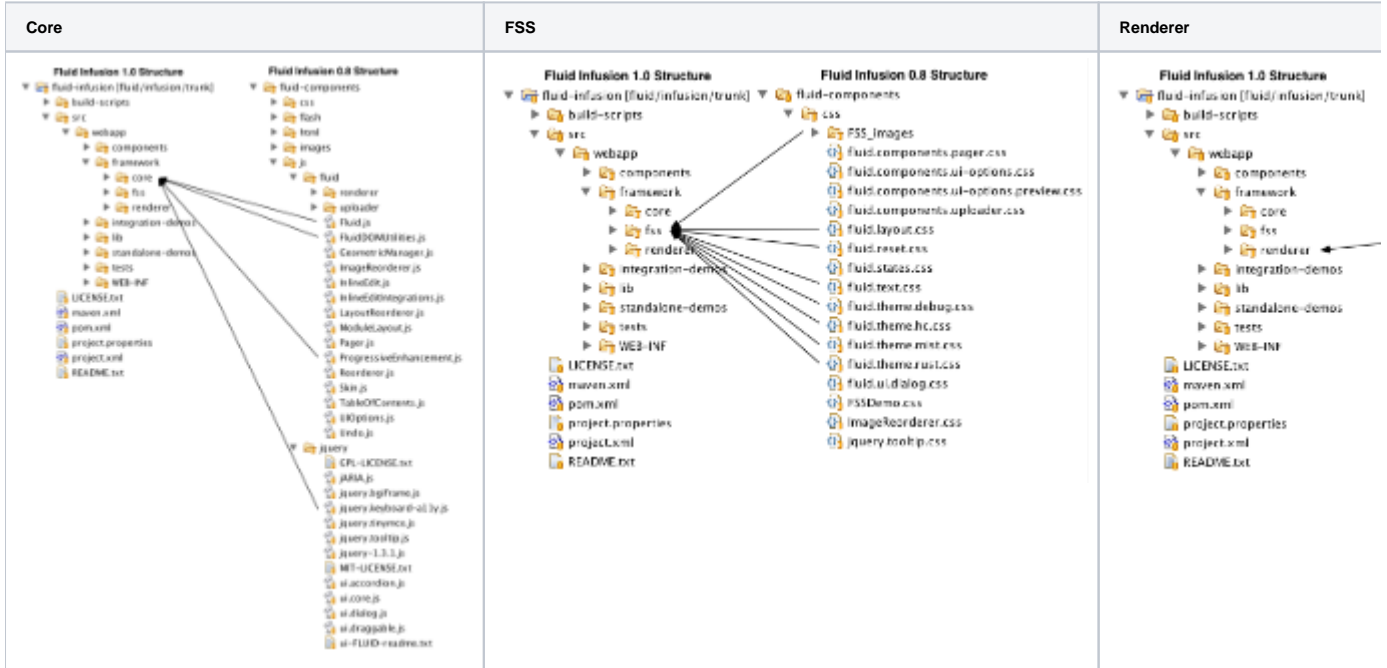 Core
Fluid Infusion 1.0 Structure
fluid-infusion [fluid/infusion/trunk]
build-scripts
src
webapp
components
framework
core
fss
renderer
integration-demos
lib
standalone-demos
tests
WEB-INF
LICENSE.txt
maven.xml
pom.xml
project.properties
project.xml
README.txt
Fluid Infusion 0.8 Structure
fluid-components
css
flash
html
images
js
fluid
renderer
uploader
Fluid.js
FluidDOMUtilities.js
GeometricManager.js
ImageReorderer.js
InlineEdit.js
InlineEditIntegrations.js
LayoutReorderer.js
ModuleLayout.js
Pager.js
ProgressiveEnhancement.js
Reorderer.js
Skin.js
TableOfContents.js
UIOptions.js
Undo.js
jquery
GPL-LICENSE.txt
jARIA.js
jquery.bgiframe.js
jquery.keyboard-a11y.js
jquery.tinymce.js
jquery.tooltip.js
jquery-1.3.1.js
MIT-LICENSE.txt
ui.accordion.js
ui.core.js
ui.dialog.js
ui.draggable.js
ui-FLUID-readme.txt
FSS
Fluid Infusion 1.0 Structure
fluid-infusion [fluid/infusion/trunk]
build-scripts
src
webapp
components
framework
core
fss
renderer
integration-demos
lib
standalone-demos
tests
WEB-INF
LICENSE.txt
maven.xml
pom.xml
project.properties
project.xml
README.txt
Fluid Infusion 0.8 Structure
fluid-components
css
FSS_Images
fluid.components.pager.css
fluid.components.ui-options.css
fluid.components.ui-options.preview.css
fluid.components.uploader.css
fluid.layout.css
fluid.reset.css
fluid.states.css
fluid.text.css
fluid.theme.debug.css
fluid.theme.hc.css
fluid.theme.mist.css
fluid.theme.rust.css
fluid.ui.dialog.css
FSSDemo.css
ImageReorderer.css
jquery.tooltip.css
Renderer
Fluid Infusion 1.0 Structure
fluid-infusion [fluid/infusion/trunk]
build-scripts
src
webapp
components
framework
core
fss
renderer
integration-demos
lib
standalone-demos
tests
WEB-INF
LICENSE.txt
maven.xml
pom.xml
project.properties
project.xml
README.txt